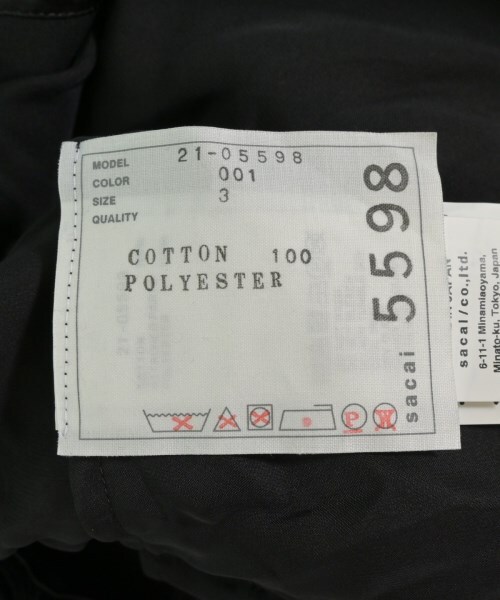 MODEL 21-05598
COLOR 001
SIZE 3
QUALITY
COTTON 100
POLYESTER
P
W
sacai 5598
JAPAN
sacai/co.,ltd.
6-11-1 Minamiaoyama,
Minato-ku, Tokyo, Japan